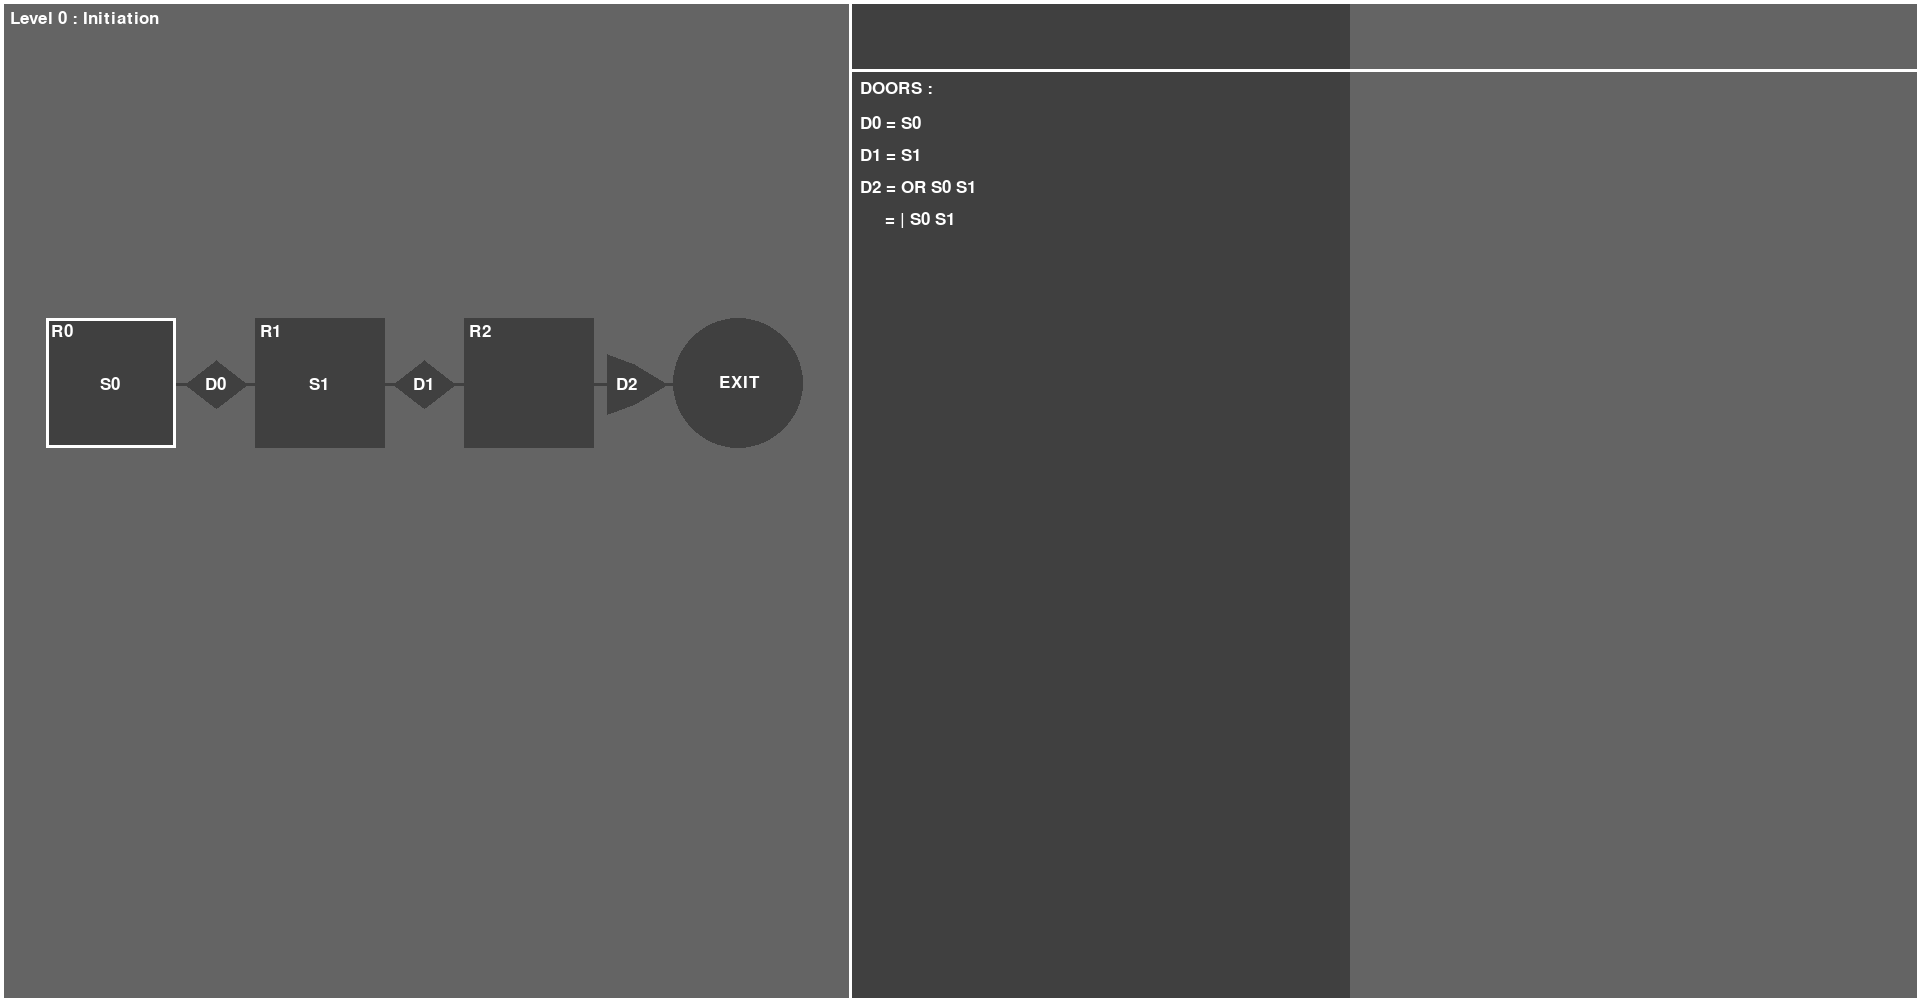 Level 0 : Initiation
R0
S0
D0
R1
S1
D1
R2
D2
EXIT
DOORS :
D0 = S0
D1 = S1
D2 = OR S0 S1
= | S0 S1